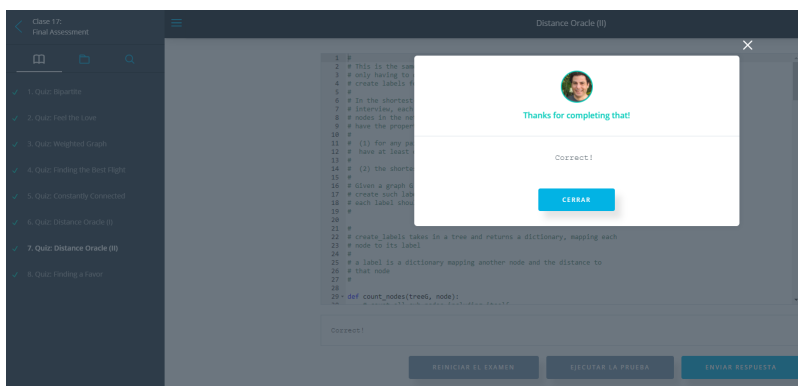 Clase 17:
Final Assessment
Distance Oracle (II)
1. Quiz: Bipartite
2. Quiz: Feel the Love
3. Quiz: Weighted Graph
4. Quiz: Finding the Best Flight
5. Quiz: Constantly Connected
6. Quiz: Distance Oracle (I)
7. Quiz: Distance Oracle (II)
8. Quiz: Finding a Favor
1 #
2 # This is the sam
3 # only having to
4 # create labels f
5 #
6 # In the shortest
7 # interview, each
8 # nodes in the ne
9 # have the proper
10 #
11 # (1) for any pa
12 # have at least
13 #
14 # (2) the shorte
15 #
16 # Given a graph G
17 # create such lab
18 # each label shou
19 #
20
21 #
22 # create_labels takes in a tree and returns a dictionary, mapping each
23 # node to its label
24 #
25 # a label is a dictionary mapping another node and the distance to
26 # that node
27 #
28
29 def count_nodes(tree6, node):
Thanks for completing that!
Correct!
CERRAR
Correct!
REINICIAR EL EXAMEN
EJECUTAR LA PRUEBA
ENVIAR RESPUESTA